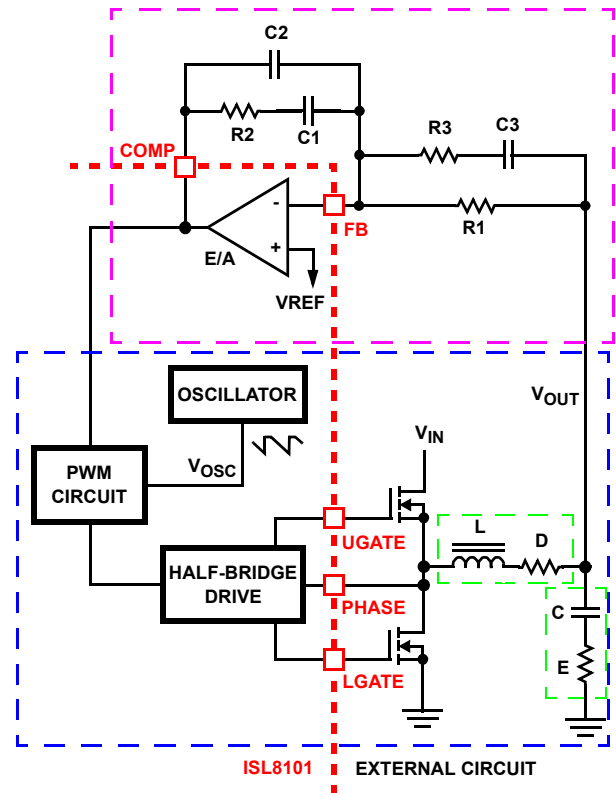 C2
R2
C1
R3
C3
COMP
R1
-
+
FB
E/A
VREF
VOUT
OSCILLATOR
VIN
VOSC
PWM
CIRCUIT
L
D
UGATE
HALF-BRIDGE
DRIVE
PHASE
C
E
LGATE
ISL8101
EXTERNAL CIRCUIT